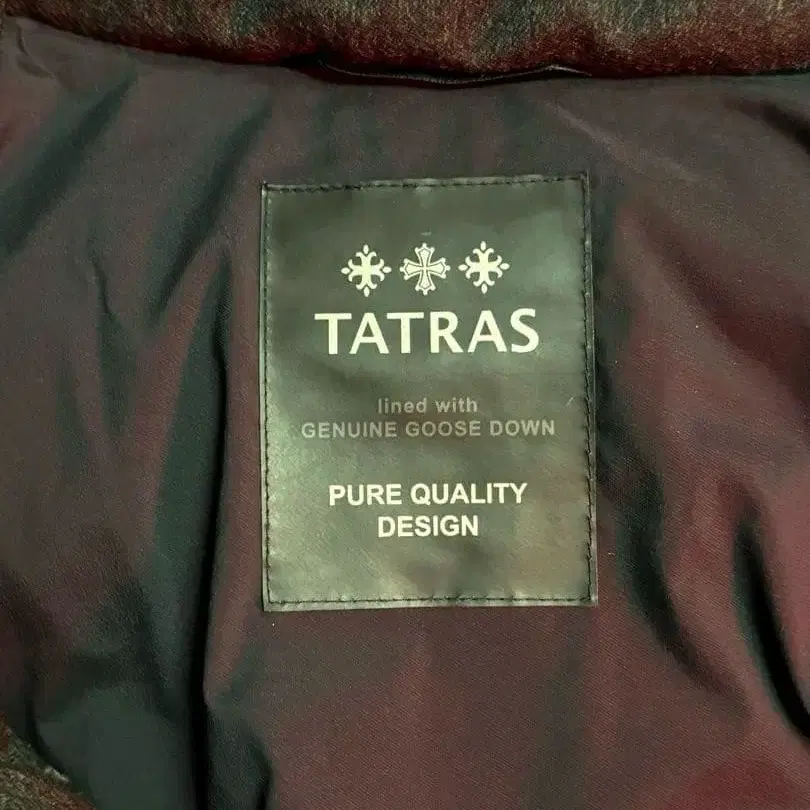 TATRAS
lined with
GENUINE GOOSE DOWN
PURE QUALITY
DESIGN